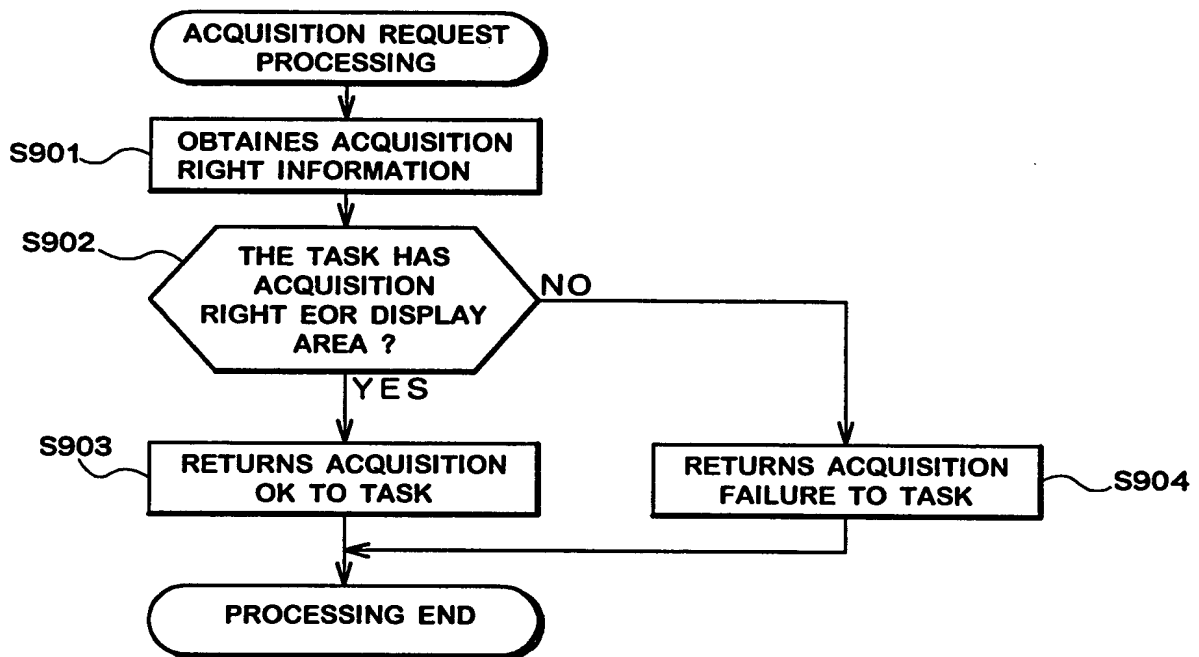 ACQUISITION REQUEST
PROCESSING
S901
OBTAINES ACQUISITION
RIGHT INFORMATION
S902
THE TASK HAS
ACQUISITION
RIGHT EOR DISPLAY
AREA ?
NO
YES
S903
RETURNS ACQUISITION
OK TO TASK
RETURNS ACQUISITION
FAILURE TO TASK
S904
PROCESSING END